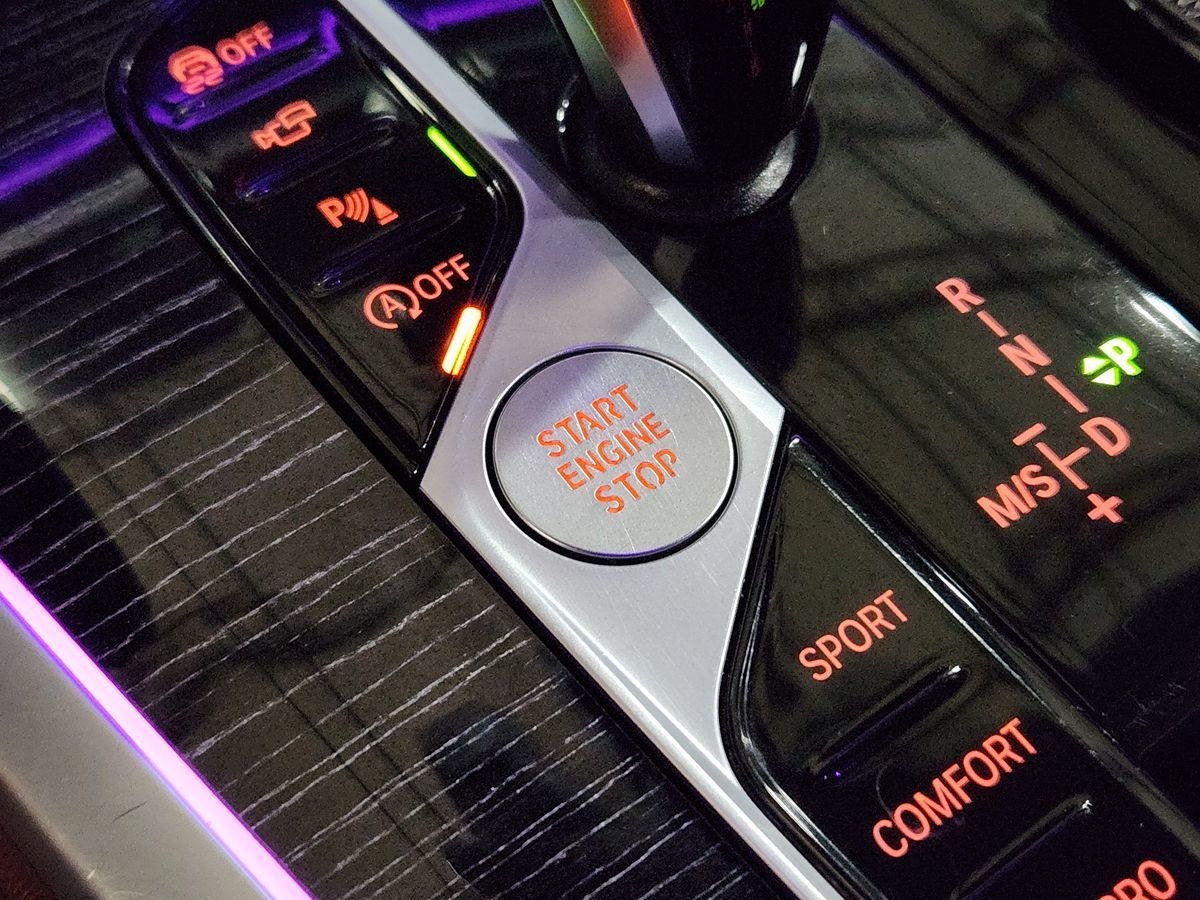 OFF
P
A OFF
START
ENGINE
STOP
R
N
P
D
M/S
+
SPORT
COMFORT